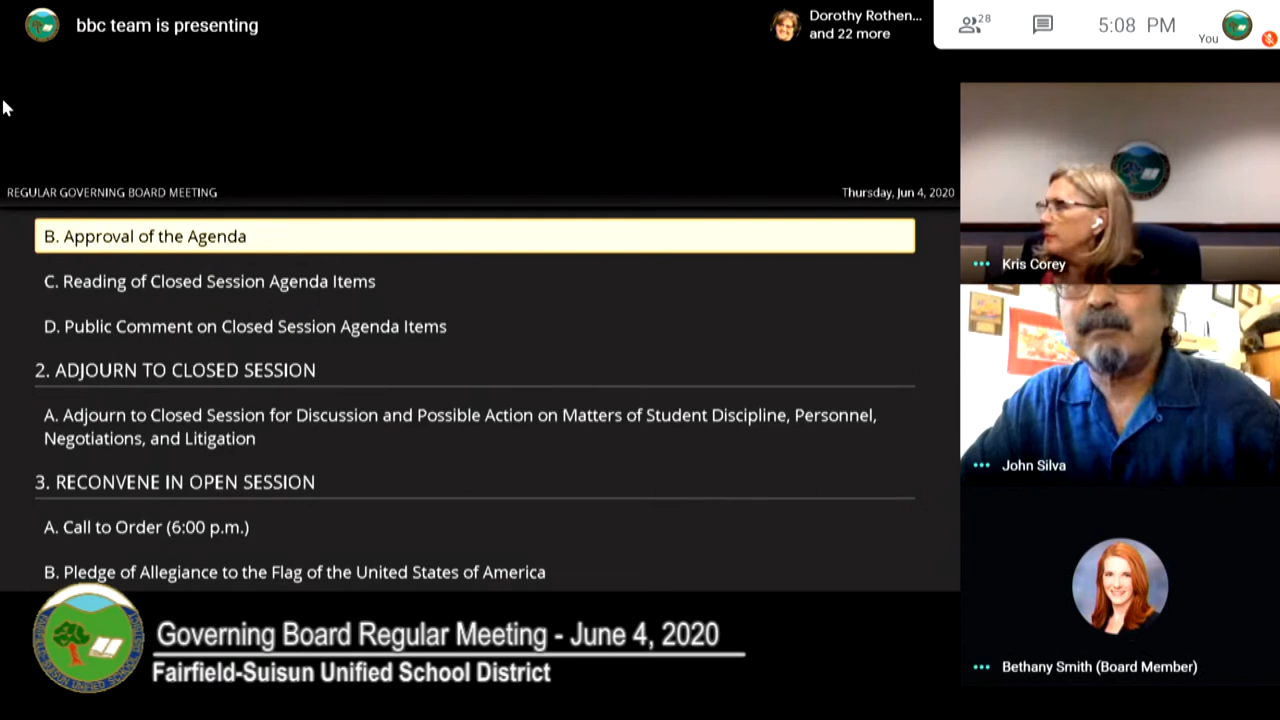 bbc team is presenting
Dorothy Rothen...
and 22 more
28
5:08 PM
You
REGULAR GOVERNING BOARD MEETING
Thursday, Jun 4, 2020
B. Approval of the Agenda
C. Reading of Closed Session Agenda Items
D. Public Comment on Closed Session Agenda Items
2. ADJOURN TO CLOSED SESSION
A. Adjourn to Closed Session for Discussion and Possible Action on Matters of Student Discipline, Personnel,
Negotiations, and Litigation
3. RECONVENE IN OPEN SESSION
A. Call to Order (6:00 p.m.)
B. Pledge of Allegiance to the Flag of the United States of America
Kris Corey
John Silva
Bethany Smith (Board Member)
Governing Board Regular Meeting - June 4, 2020
Fairfield-Suisun Unified School District